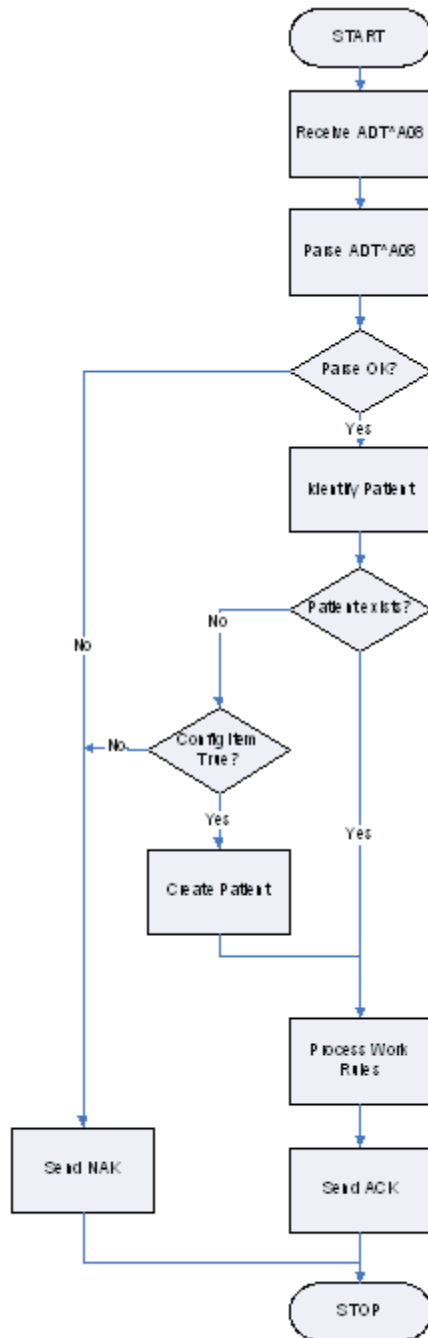 START
Receive ADT^A08
Parse ADT^A08
Parse OK?
Yes
Identify Patient
Patient exists?
No
No
Config Item
True?
No
Yes
Yes
Create Patient
Process Work
Rules
Send NAK
Send ACK
STOP